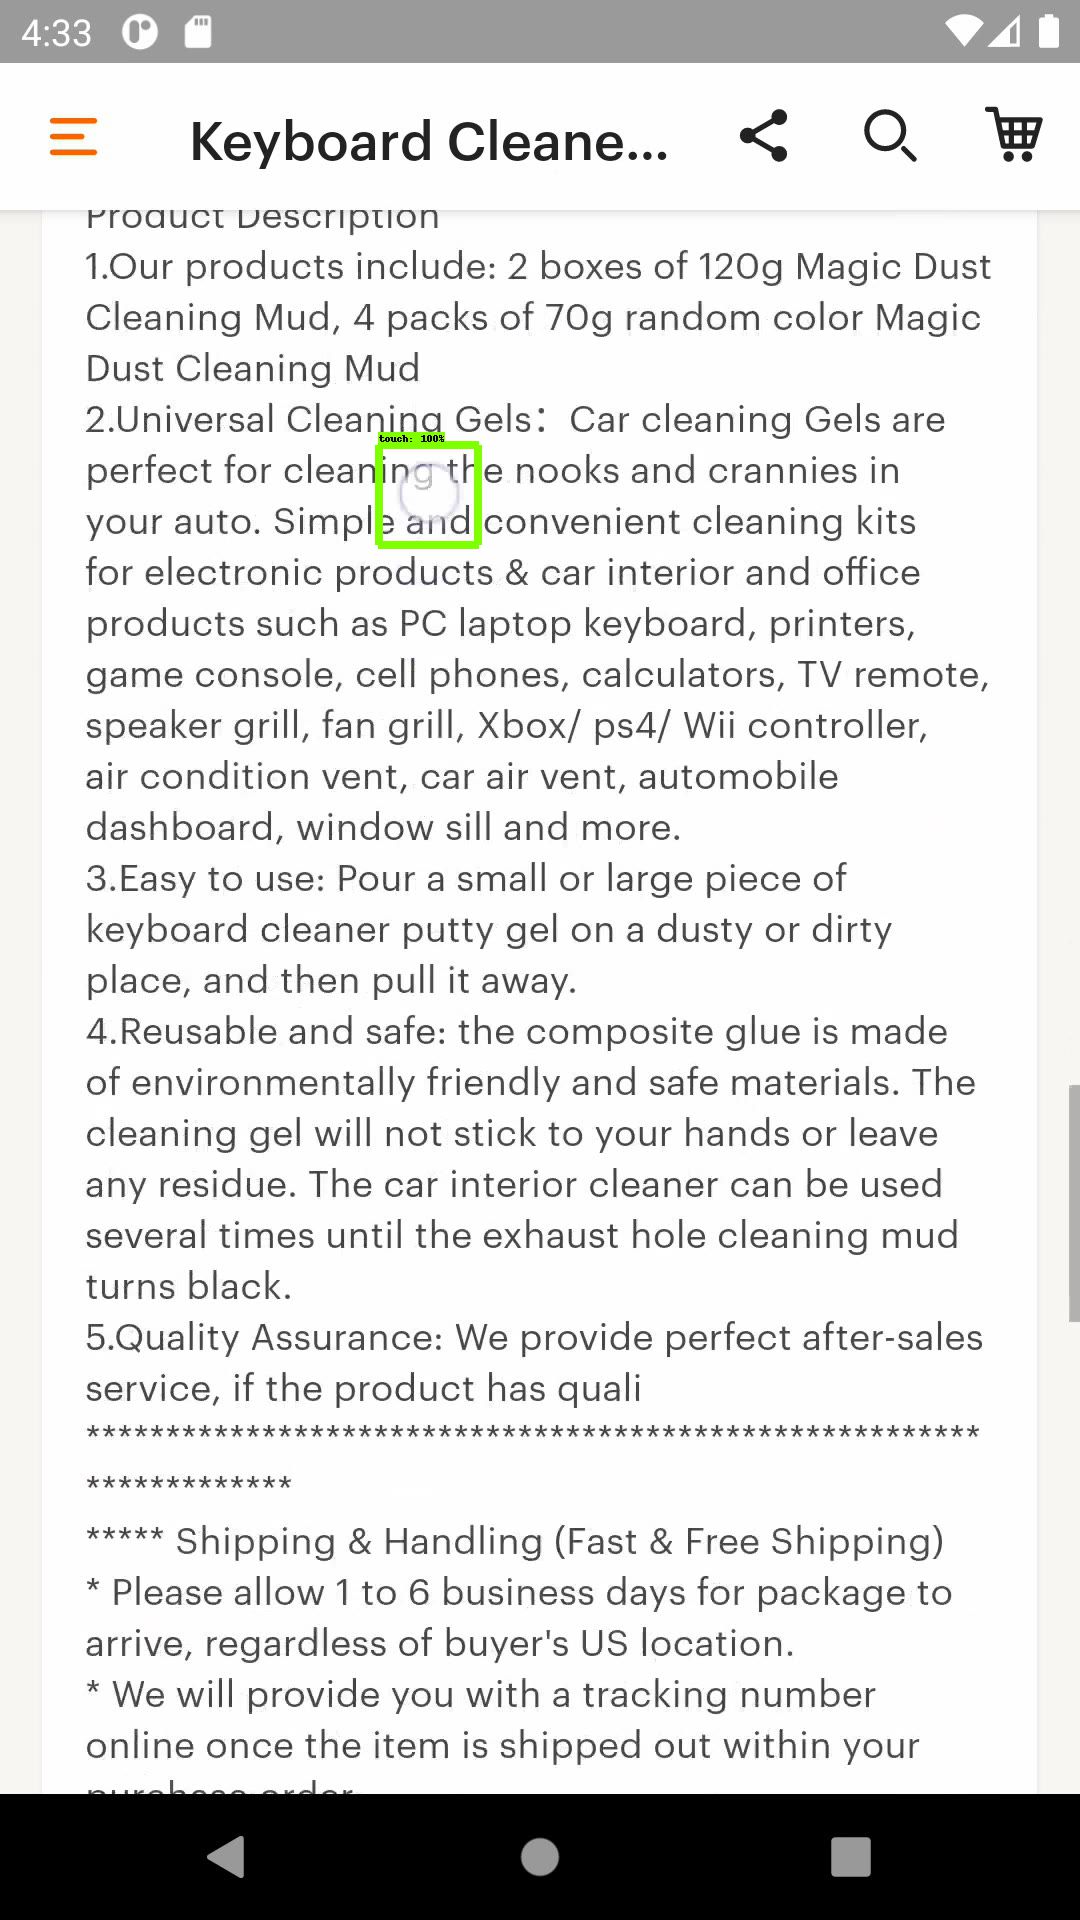 4:33
Keyboard Cleane...
Product Description
1.Our products include: 2 boxes of 120g Magic Dust
Cleaning Mud, 4 packs of 70g random color Magic
Dust Cleaning Mud
2.Universal Cleaning Gels：Car cleaning Gels are
touch: 100%
perfect for cleaning the nooks and crannies in
your auto. Simple and convenient cleaning kits
for electronic products & car interior and office
products such as PC laptop keyboard, printers,
game console, cell phones, calculators, TV remote,
speaker grill, fan grill, Xbox/ ps4/ Wii controller,
air condition vent, car air vent, automobile
dashboard, window sill and more.
3.Easy to use: Pour a small or large piece of
keyboard cleaner putty gel on a dusty or dirty
place, and then pull it away.
4.Reusable and safe: the composite glue is made
of environmentally friendly and safe materials. The
cleaning gel will not stick to your hands or leave
any residue. The car interior cleaner can be used
several times until the exhaust hole cleaning mud
turns black.
5.Quality Assurance: We provide perfect after-sales
service, if the product has quali
********************************************************
*************
***** Shipping & Handling (Fast & Free Shipping)
* Please allow 1 to 6 business days for package to
arrive, regardless of buyer's US location.
* We will provide you with a tracking number
online once the item is shipped out within your
purchase order